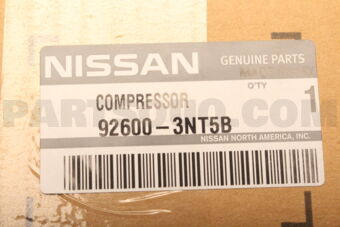 NISSAN
GENUINE PARTS
Q'TY
COMPRESSOR
1
92600-3NT5B
NISSAN NORTH AMERICA, INC.